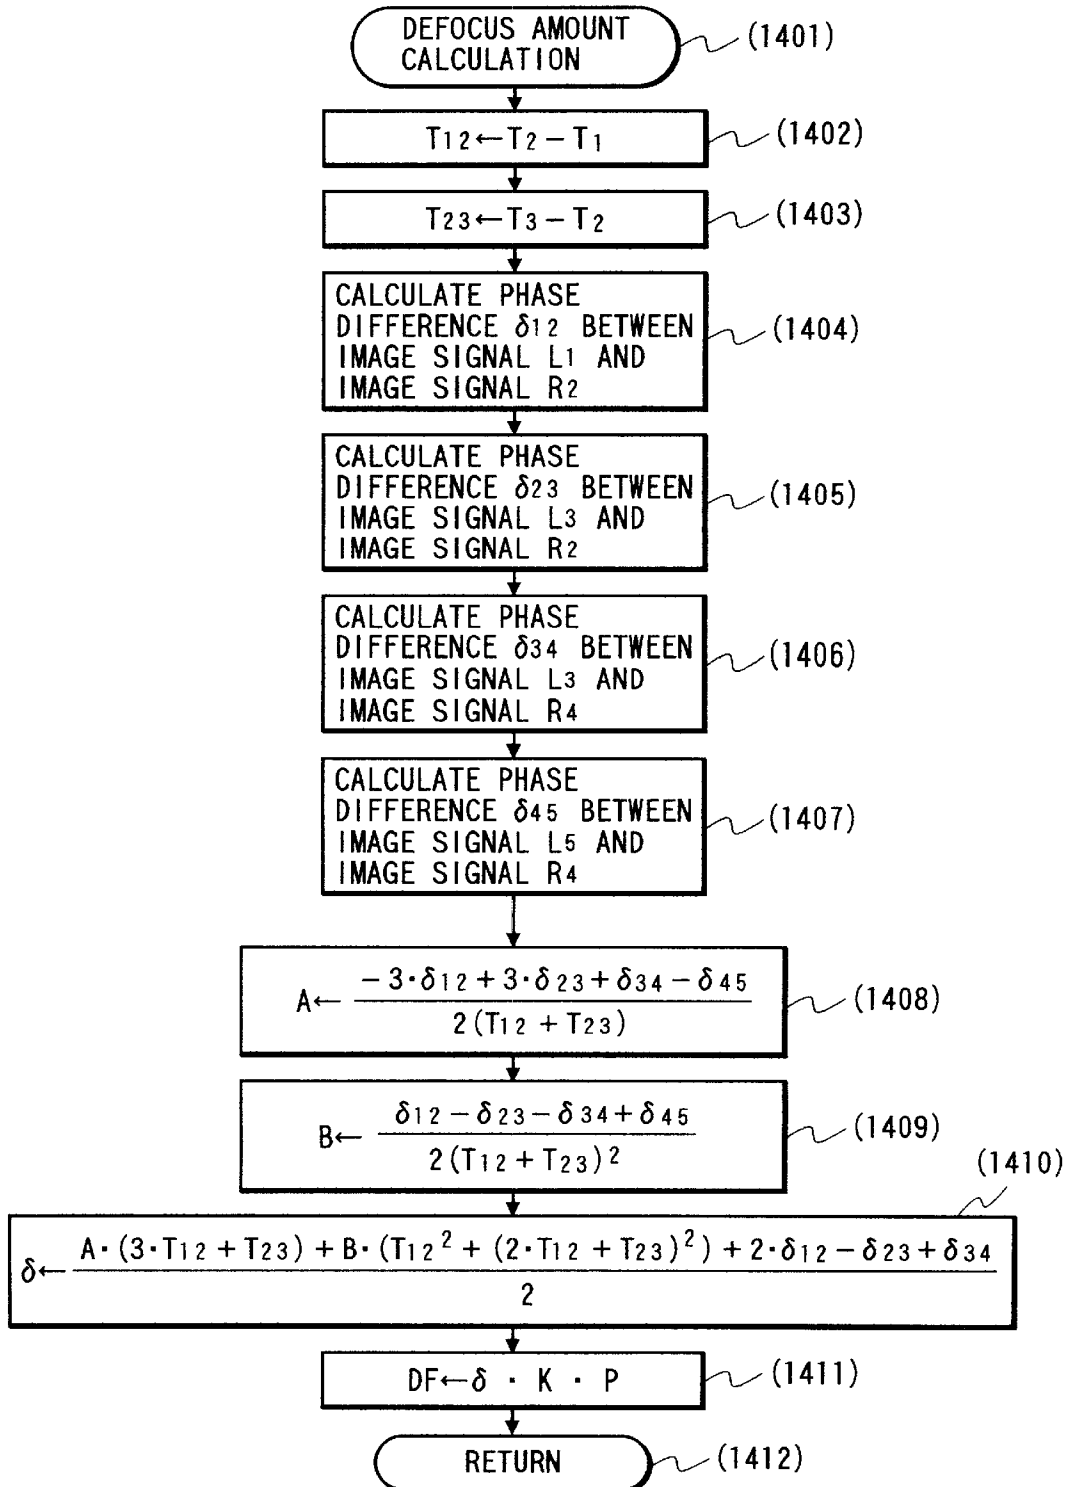 DEFOCUS AMOUNT
CALCULATION
(1401)
T12←T2−T1
(1402)
T23←T3−T2
(1403)
CALCULATE PHASE
DIFFERENCE δ12 BETWEEN
IMAGE SIGNAL L1 AND
IMAGE SIGNAL R2
(1404)
CALCULATE PHASE
DIFFERENCE δ23 BETWEEN
IMAGE SIGNAL L3 AND
IMAGE SIGNAL R2
(1405)
CALCULATE PHASE
DIFFERENCE δ34 BETWEEN
IMAGE SIGNAL L3 AND
IMAGE SIGNAL R4
(1406)
CALCULATE PHASE
DIFFERENCE δ45 BETWEEN
IMAGE SIGNAL L5 AND
IMAGE SIGNAL R4
(1407)
−3·δ12+3·δ23+δ34−δ45
A←
2(T12+T23)
(1408)
δ12−δ23−δ34+δ45
B←
2(T12+T23)²
(1409)
(1410)
A·(3·T12+T23)+B·(T12²+(2·T12+T23)²)+2·δ12−δ23+δ34
δ←
2
DF←δ · K · P
(1411)
RETURN
(1412)